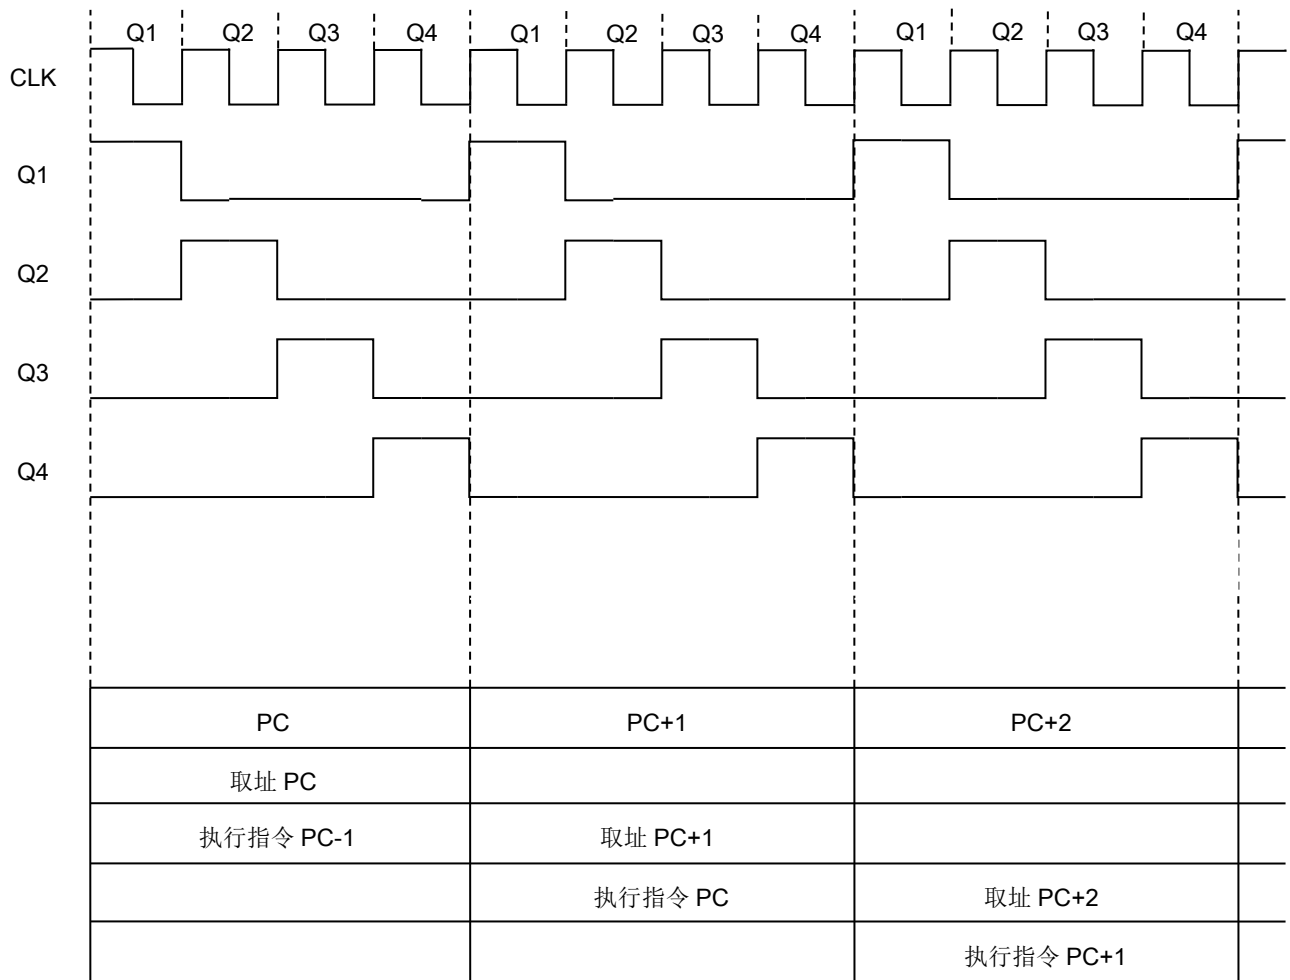 Q1 Q2 Q3 Q4 Q1 Q2 Q3 Q4 Q1 Q2 Q3 Q4
CLK
Q1
Q2
Q3
Q4
PC PC+1 PC+2
取址 PC
执行指令 PC-1 取址 PC+1
执行指令 PC 取址 PC+2
执行指令 PC+1